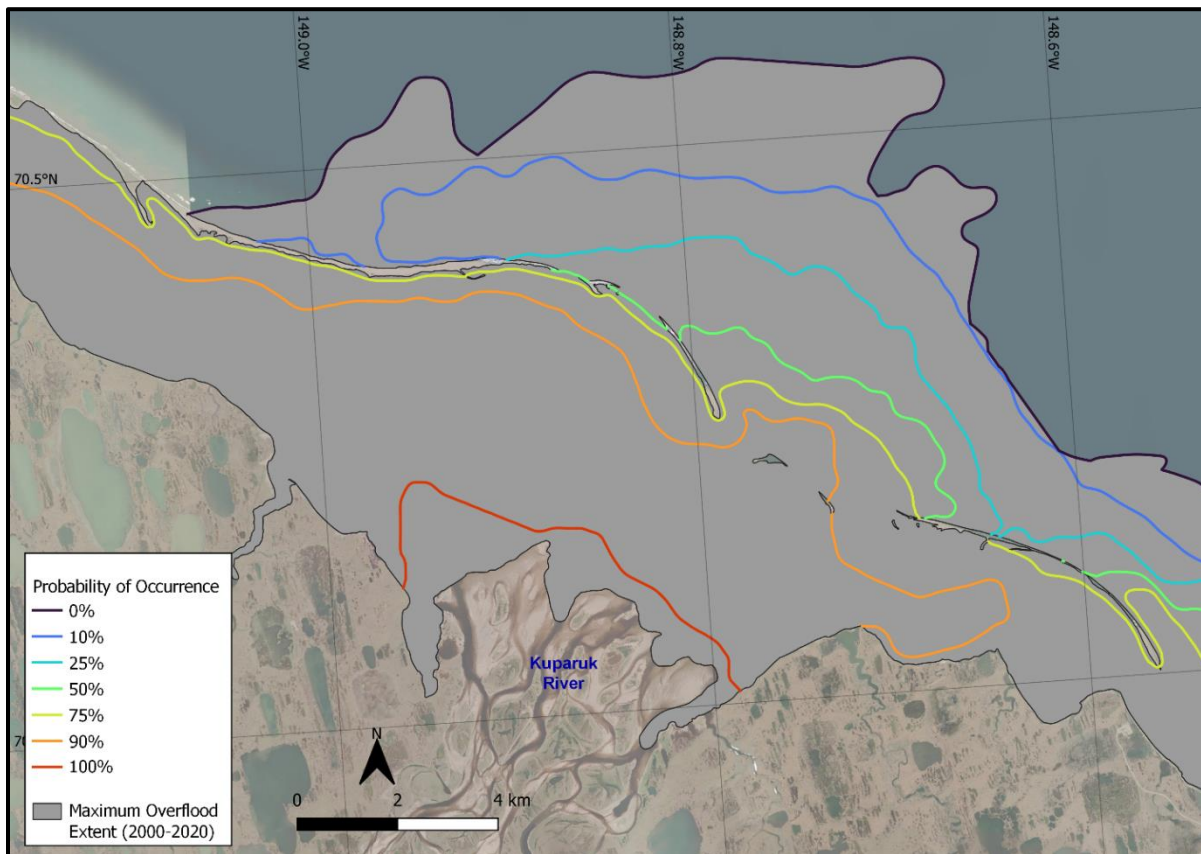 149.0°W
148.8°W
148.6°W
70.5°N
Kuparuk
River
Probability of Occurrence
0%
10%
25%
50%
75%
90%
100%
Maximum Overflood
Extent (2000-2020)
N
0
2
4 km